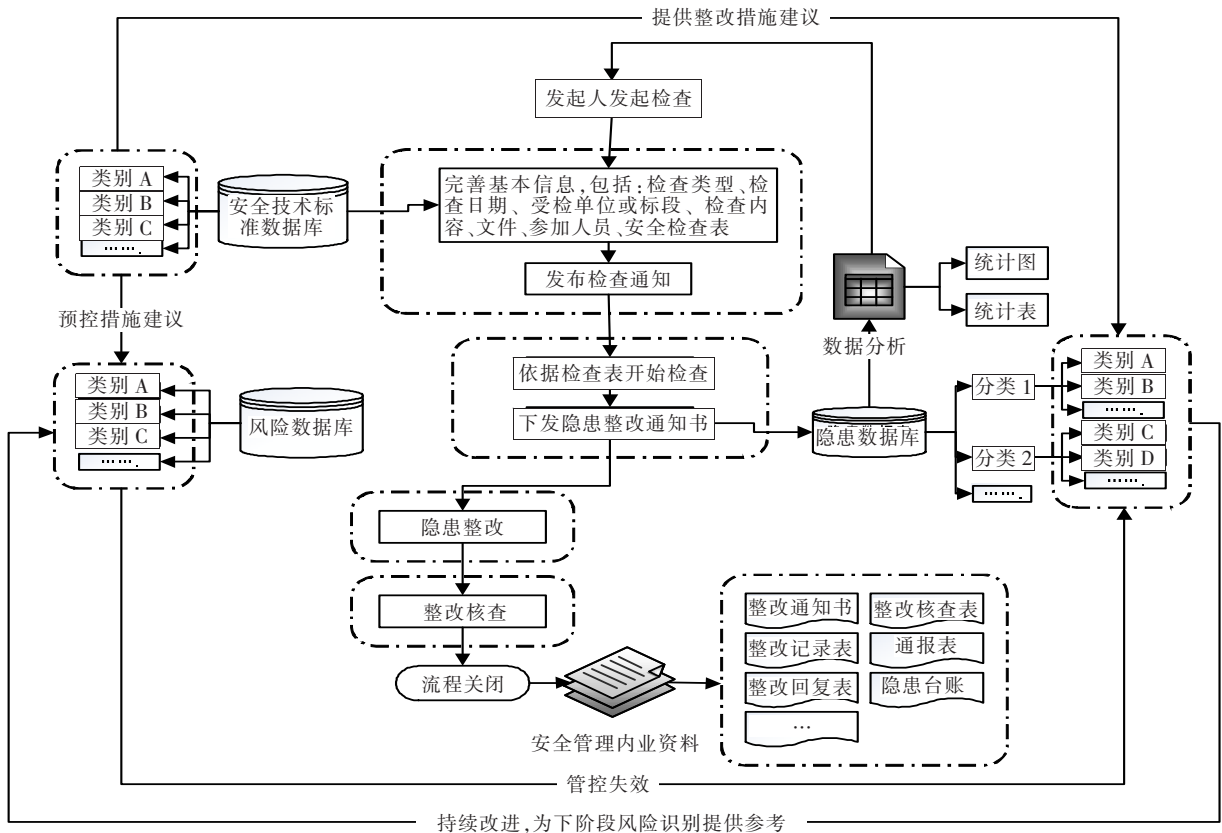 提供整改措施建议
发起人发起检查
类别 A
类别 B
类别 C
…….
安全技术标
准数据库
完善基本信息,包括:检查类型、检
查日期、受检单位或标段、检查内
容、文件、参加人员、安全检查表
发布检查通知
统计图
统计表
数据分析
预控措施建议
类别 A
类别 B
类别 C
…….
风险数据库
依据检查表开始检查
下发隐患整改通知书
隐患数据库
分类 1
分类 2
…….
类别 A
类别 B
…….
类别 C
类别 D
…….
隐患整改
整改核查
流程关闭
安全管理内业资料
整改通知书
整改核查表
整改记录表
通报表
整改回复表
隐患台账
…
管控失效
持续改进,为下阶段风险识别提供参考